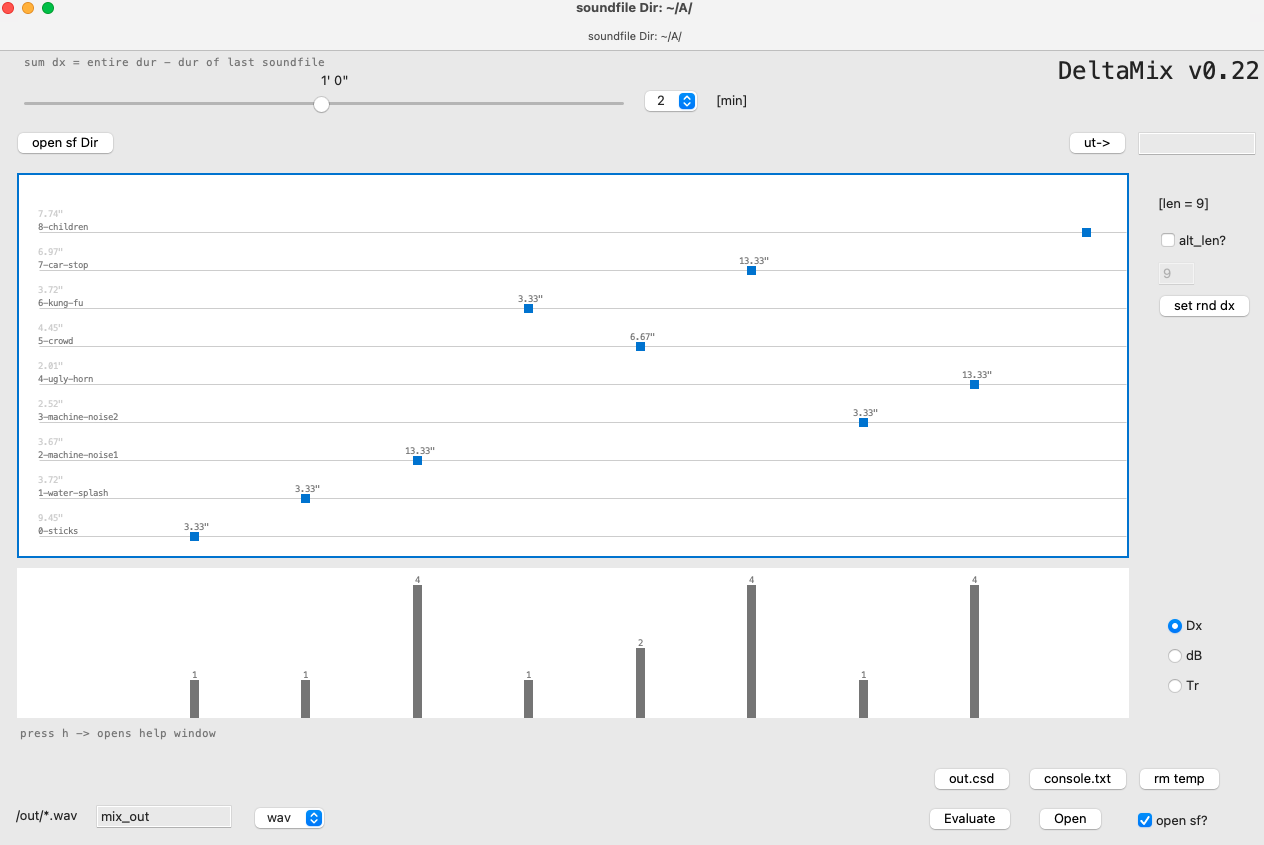 soundfile Dir: ~/A/
soundfile Dir: ~/A/
sum dx = entire dur - dur of last soundfile
DeltaMix v0.22
1' 0"
2
[min]
open sf Dir
ut->
[len = 9]
alt_len?
9
set rnd dx
7.74"
8-children
6.97"
7-car-stop
13.33"
3.72"
6-kung-fu
3.33"
4.45"
5-crowd
6.67"
2.01"
4-ugly-horn
13.33"
2.52"
3-machine-noise2
3.33"
3.67"
2-machine-noise1
13.33"
3.72"
1-water-splash
3.33"
9.45"
0-sticks
3.33"
1
1
4
1
2
4
1
4
Dx
dB
Tr
press h -> opens help window
out.csd
console.txt
rm temp
/out/*.wav
mix_out
wav
Evaluate
Open
open sf?